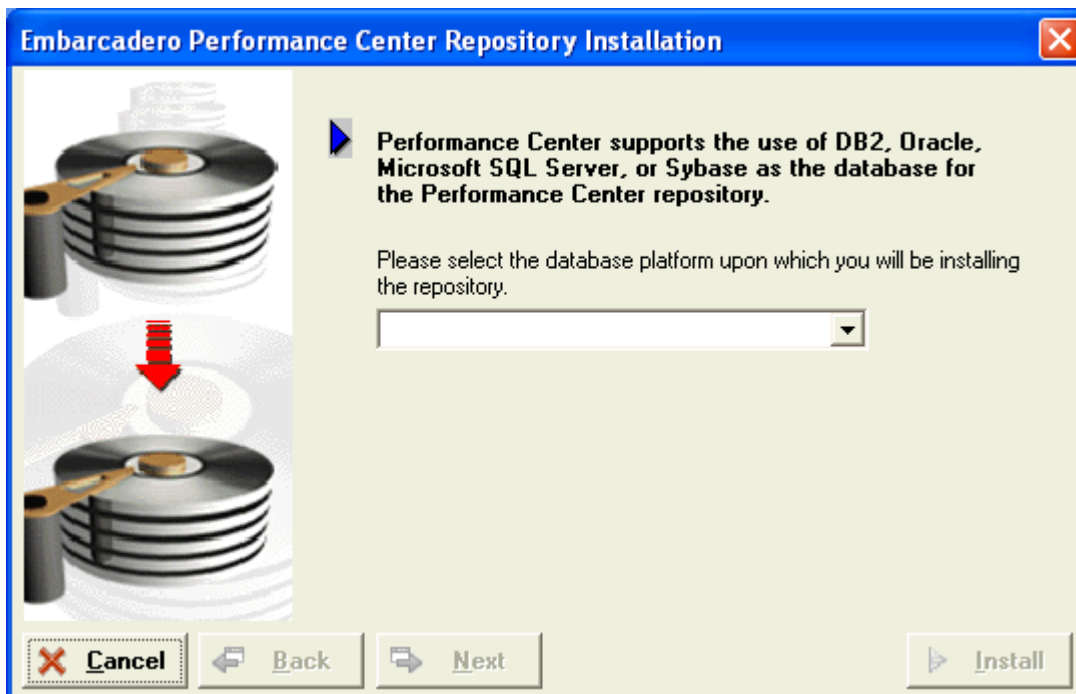 Embarcadero Performance Center Repository Installation
Performance Center supports the use of DB2, Oracle,
Microsoft SQL Server, or Sybase as the database for
the Performance Center repository.
Please select the database platform upon which you will be installing
the repository.
Cancel Back Next Install